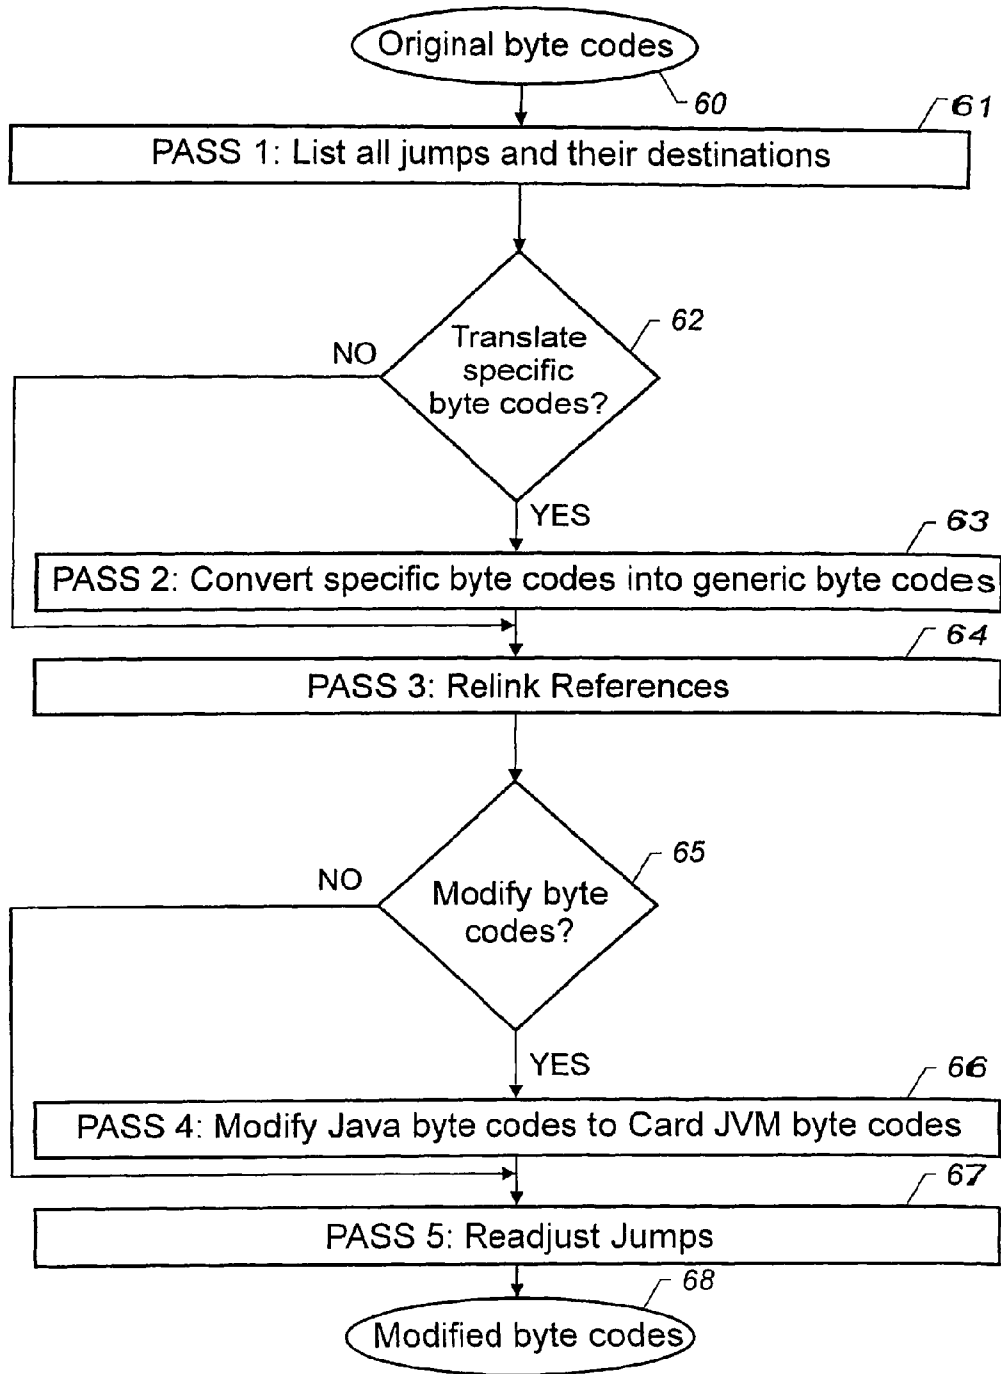 Original byte codes
60
61
PASS 1: List all jumps and their destinations
62
Translate
specific
byte codes?
NO
YES
63
PASS 2: Convert specific byte codes into generic byte codes
64
PASS 3: Relink References
65
Modify byte
codes?
NO
YES
66
PASS 4: Modify Java byte codes to Card JVM byte codes
67
PASS 5: Readjust Jumps
68
Modified byte codes